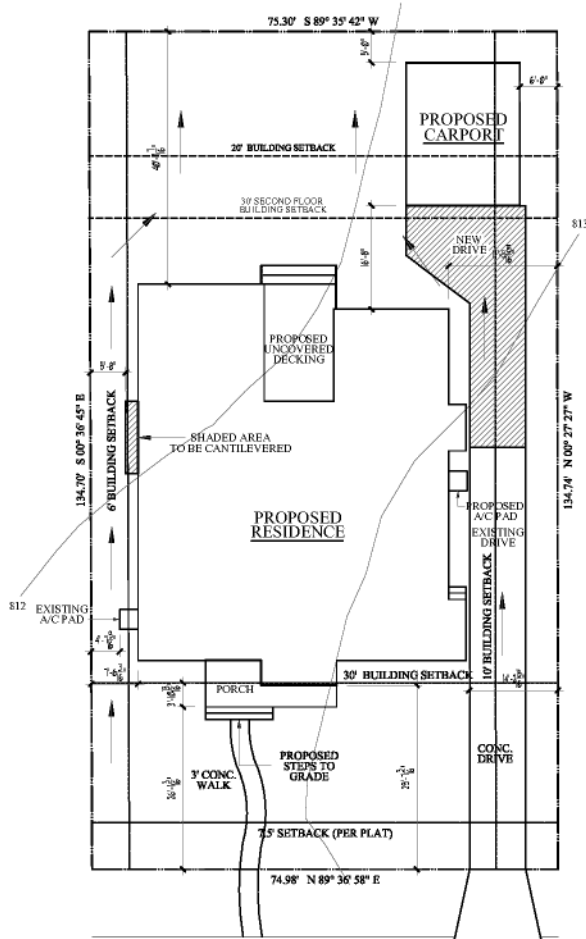 75.30' S 89° 35' 42" W
5'-0"
6'-0"
PROPOSED
CARPORT
20' BUILDING SETBACK
30' SECOND FLOOR
BUILDING SETBACK
813
NEW
DRIVE
16'-8"
PROPOSED
UNCOVERED
DECKING
5'-8"
SHADED AREA
TO BE CANTILEVERED
134.70' S 00° 36' 45" E
6' BUILDING SETBACK
134.74' N 00° 27' 27" W
PROPOSED
A/C PAD
EXISTING
DRIVE
PROPOSED
RESIDENCE
812
EXISTING
A/C PAD
10' BUILDING SETBACK
30' BUILDING SETBACK
PORCH
PROPOSED
STEPS TO
GRADE
3' CONC.
WALK
CONC.
DRIVE
7.5' SETBACK (PER PLAT)
74.98' N 89° 36' 58" E